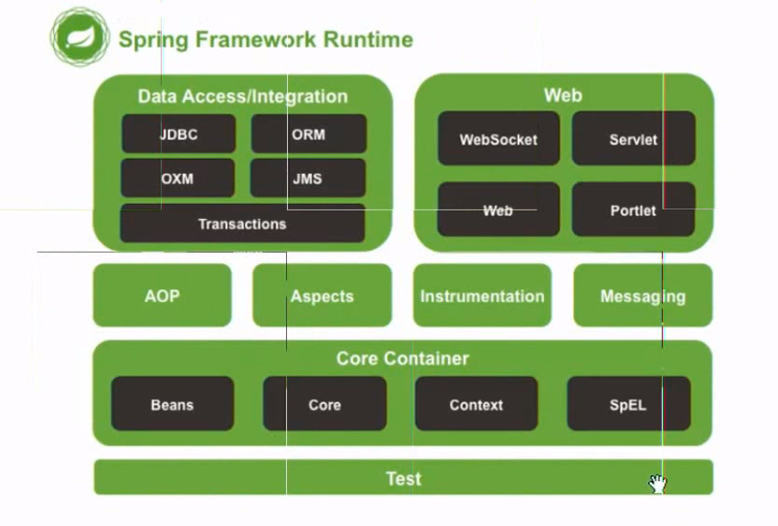 Spring Framework Runtime
Data Access/Integration
JDBC
ORM
OXM
JMS
Transactions
Web
WebSocket
Servlet
Web
Portlet
AOP
Aspects
Instrumentation
Messaging
Core Container
Beans
Core
Context
SpEL
Test